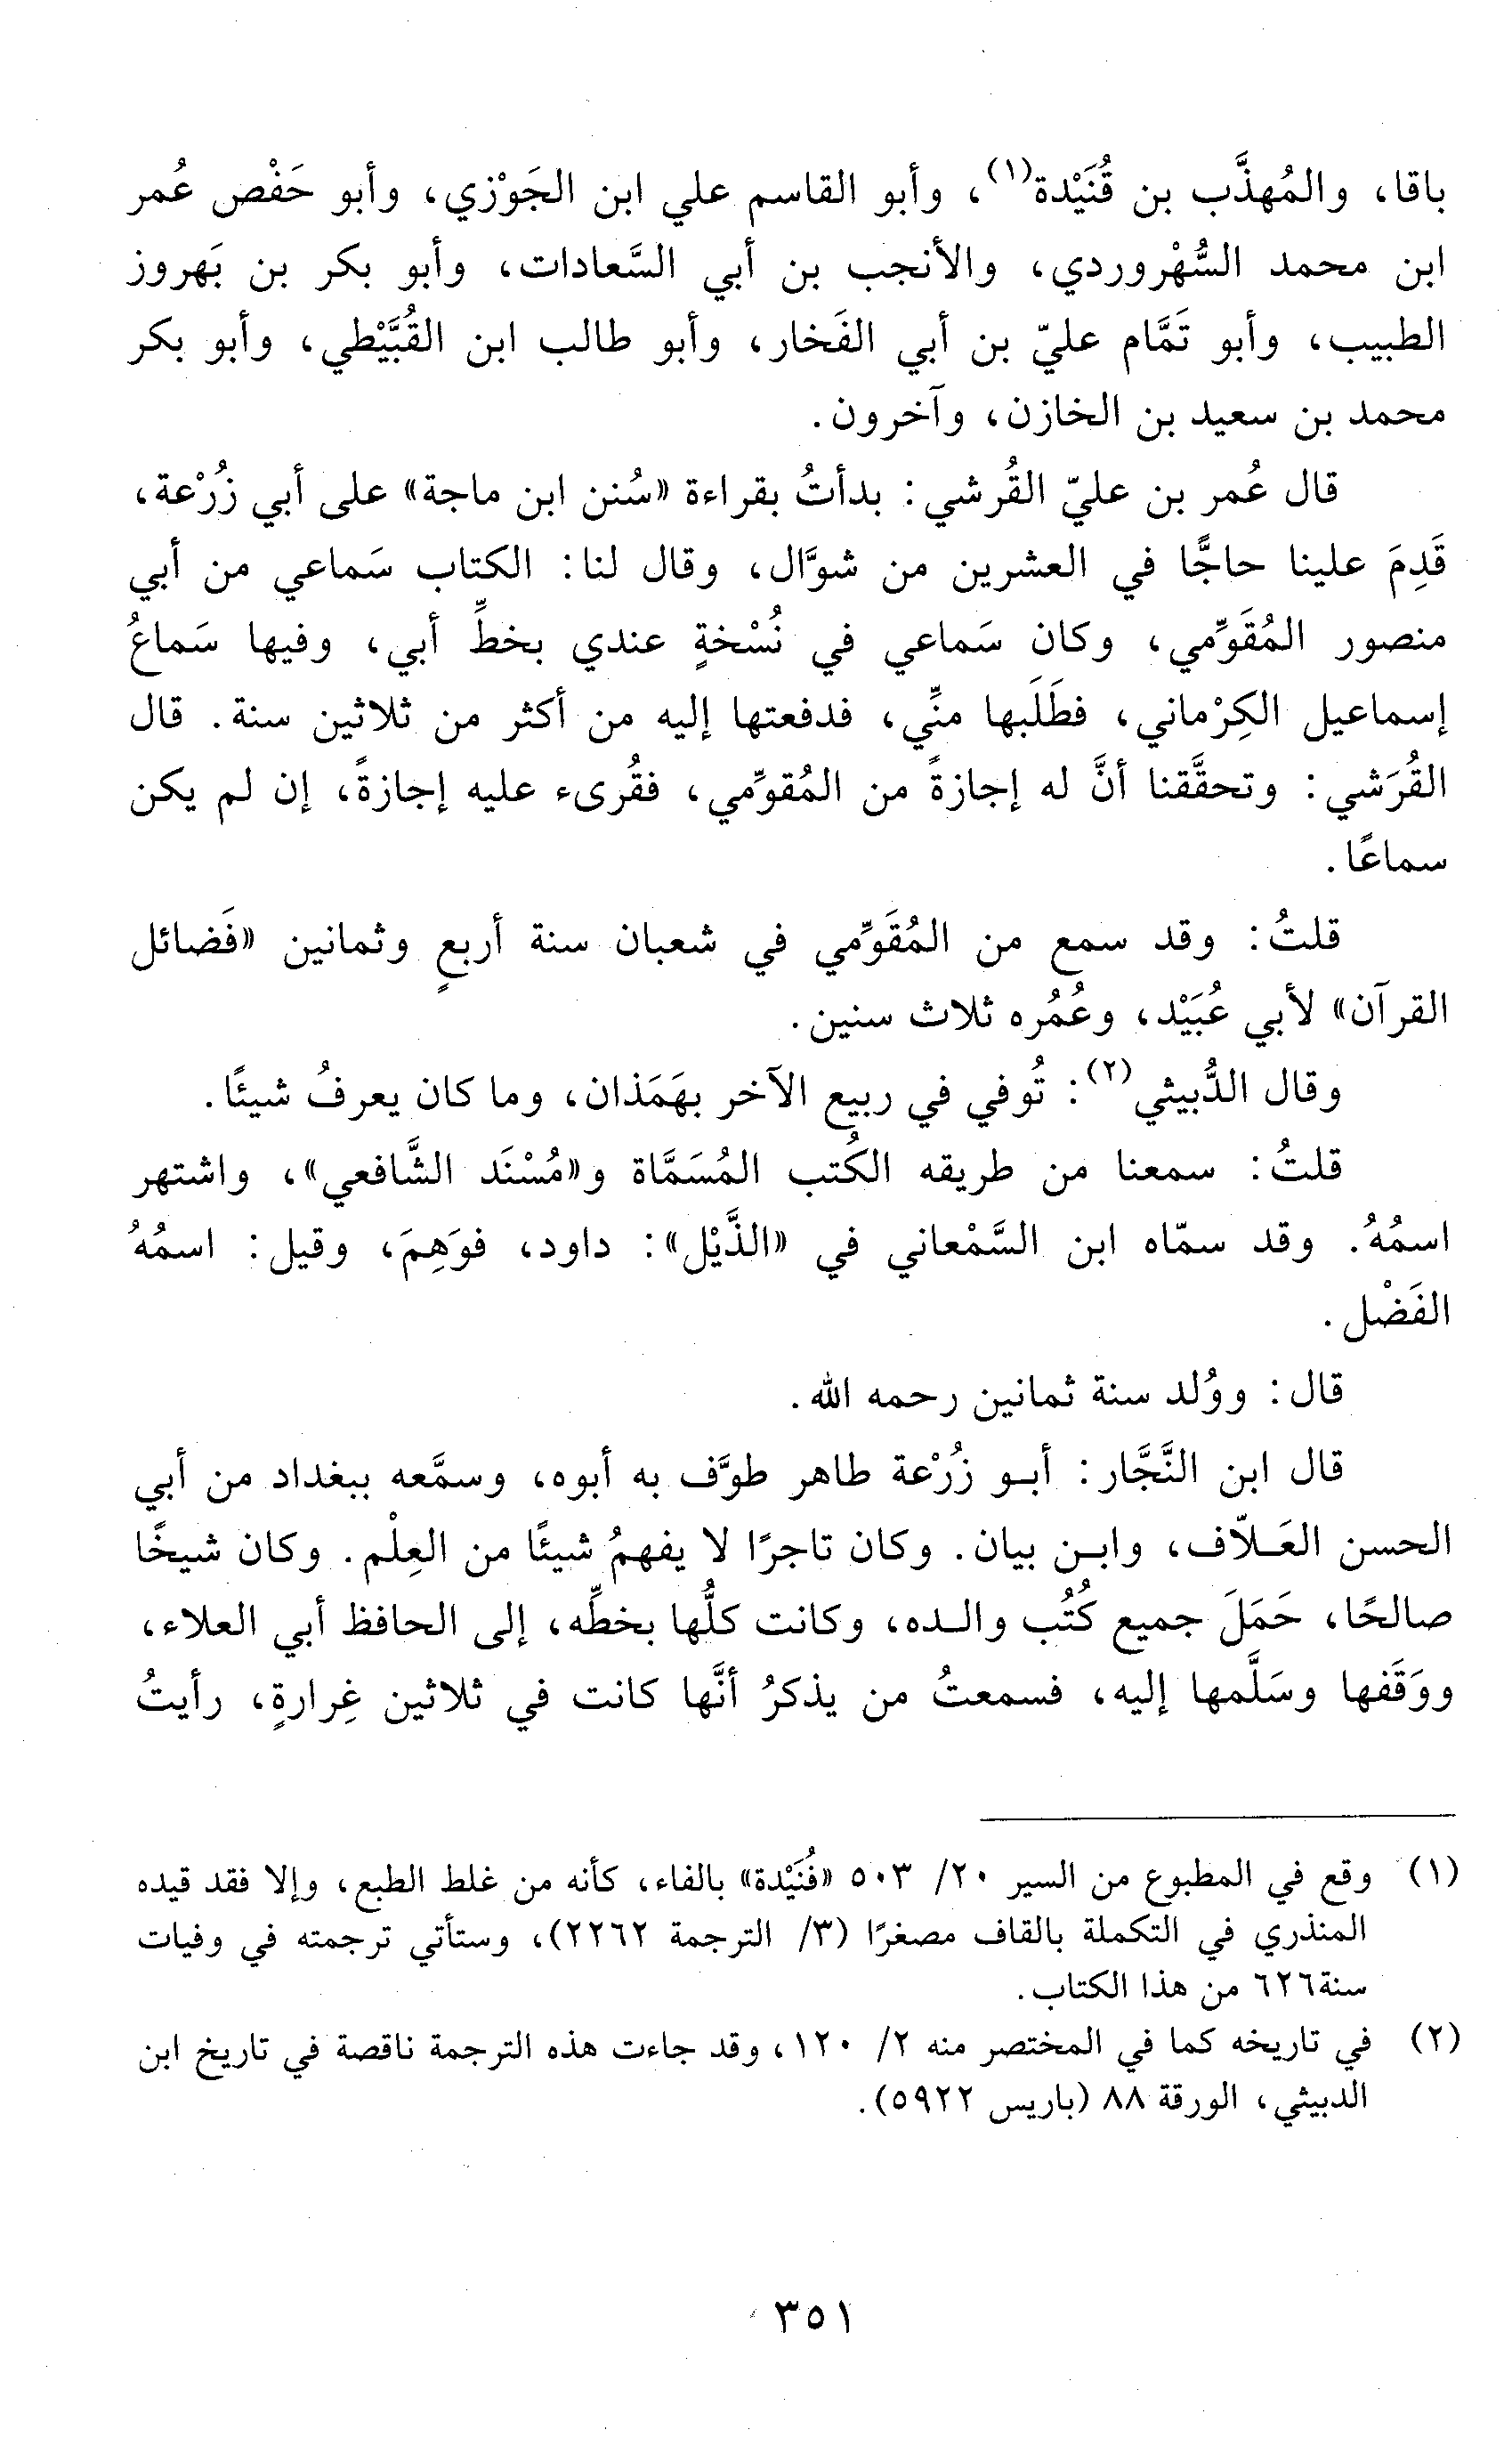 باقا، والمُهذَّب بن قُنَيْدة(١)، وأبو القاسم علي ابن الجَوْزي، وأبو حَفْص عُمر
ابن محمد السُّهْروردي، والأنجب بن أبي السَّعادات، وأبو بكر بن بَهروز
الطبيب، وأبو تَمَّام عليّ بن أبي الفَخار، وأبو طالب ابن القُبَّيْطي، وأبو بكر
محمد بن سعيد بن الخازن، وآخرون.
قال عُمر بن عليّ القُرشي: بدأتُ بقراءة «سُنن ابن ماجة» على أبي زُرْعة،
قَدِمَ علينا حاجًّا في العشرين من شوَّال، وقال لنا: الكتاب سَماعي من أبي
منصور المُقَوِّمي، وكان سَماعي في نُسْخةٍ عندي بخطِّ أبي، وفيها سَماعُ
إسماعيل الكِرْماني، فطَلَبها منِّي، فدفعتها إليه من أكثر من ثلاثين سنة. قال
القُرَشي: وتحقَّقنا أنَّ له إجازةً من المُقوِّمي، فقُرىء عليه إجازةً، إن لم يكن
سماعًا.
قلتُ: وقد سمع من المُقَوِّمي في شعبان سنة أربعٍ وثمانين «فَضائل
القرآن» لأبي عُبَيْد، وعُمُره ثلاث سنين.
وقال الدُّبيثي(٢): تُوفي في ربيع الآخر بهَمَذان، وما كان يعرفُ شيئًا.
قلتُ: سمعنا من طريقه الكُتب المُسَمَّاة و«مُسْنَد الشَّافعي»، واشتهر
اسمُهُ. وقد سمّاه ابن السَّمْعاني في «الذَّيْل»: داود، فوَهِمَ، وقيل: اسمُهُ
الفَضْل.
قال: ووُلد سنة ثمانين رحمه الله.
قال ابن النَّجَّار: أبو زُرْعة طاهر طوَّف به أبوه، وسمَّعه ببغداد من أبي
الحسن العَلاّف، وابن بيان. وكان تاجرًا لا يفهمُ شيئًا من العِلْم. وكان شيخًا
صالحًا، حَمَلَ جميع كُتُب والده، وكانت كلُّها بخطِّه، إلى الحافظ أبي العلاء،
ووَقَفها وسَلَّمها إليه، فسمعتُ من يذكرُ أنَّها كانت في ثلاثين غِرارةٍ، رأيتُ
(١) وقع في المطبوع من السير ٢٠/ ٥٠٣ «فُنَيْدة» بالفاء، كأنه من غلط الطبع، وإلا فقد قيده
المنذري في التكملة بالقاف مصغرًا (٣/ الترجمة ٢٢٦٢)، وستأتي ترجمته في وفيات
سنة٦٢٦ من هذا الكتاب.
(٢) في تاريخه كما في المختصر منه ٢/ ١٢٠، وقد جاءت هذه الترجمة ناقصة في تاريخ ابن
الدبيثي، الورقة ٨٨ (باريس ٥٩٢٢).
٣٥١